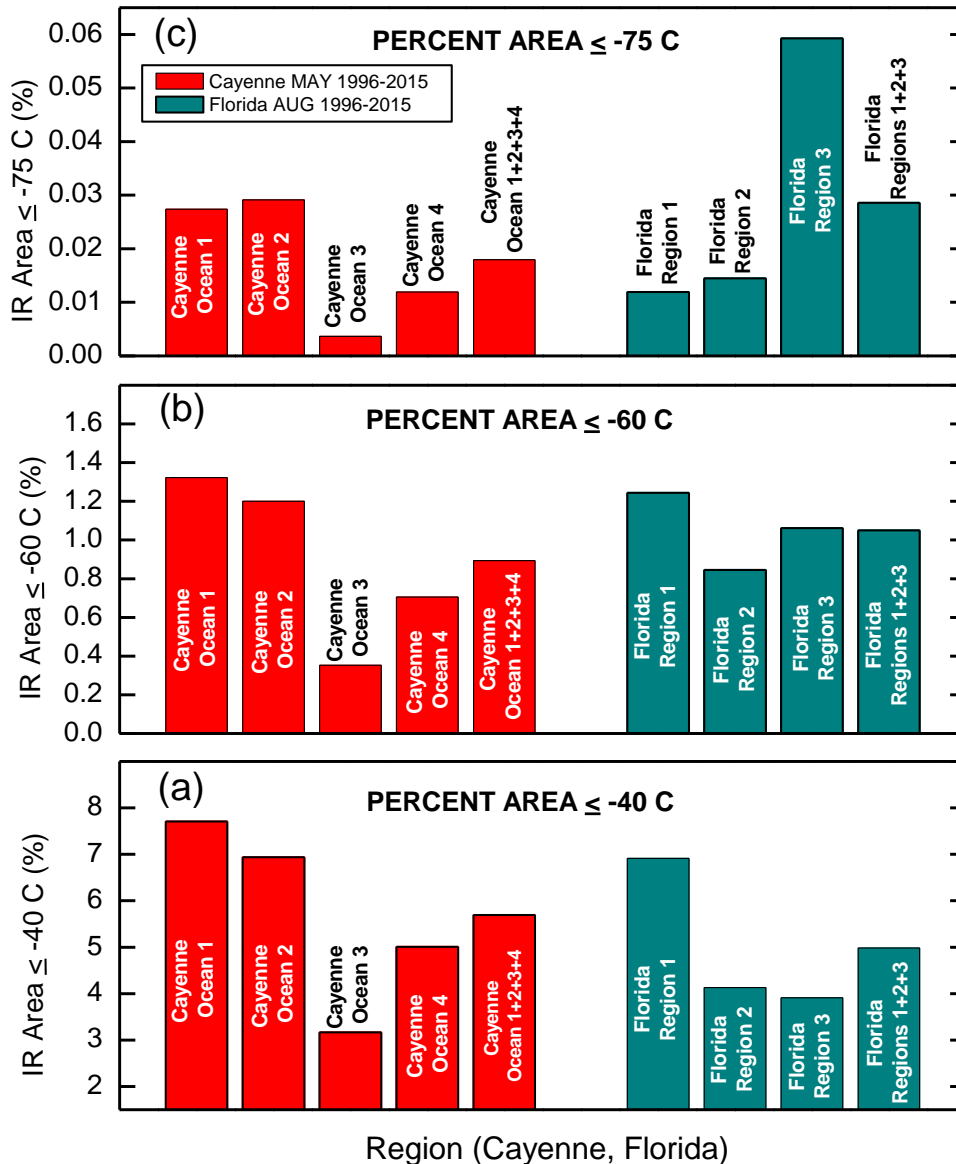 (c)
PERCENT AREA ≤ -75 C
Cayenne MAY 1996-2015
Florida AUG 1996-2015
IR Area ≤ -75 C (%)
0.06
0.05
0.04
0.03
0.02
0.01
0.00
Cayenne
Ocean 1
Cayenne
Ocean 2
Cayenne
Ocean 3
Cayenne
Ocean 4
Cayenne
Ocean 1+2+3+4
Florida
Region 1
Florida
Region 2
Florida
Region 3
Florida
Regions 1+2+3
(b)
PERCENT AREA ≤ -60 C
IR Area ≤ -60 C (%)
1.6
1.4
1.2
1.0
0.8
0.6
0.4
0.2
0.0
Cayenne
Ocean 1
Cayenne
Ocean 2
Cayenne
Ocean 3
Cayenne
Ocean 4
Cayenne
Ocean 1+2+3+4
Florida
Region 1
Florida
Region 2
Florida
Region 3
Florida
Regions 1+2+3
(a)
PERCENT AREA ≤ -40 C
IR Area ≤ -40 C (%)
8
7
6
5
4
3
2
Cayenne
Ocean 1
Cayenne
Ocean 2
Cayenne
Ocean 3
Cayenne
Ocean 4
Cayenne
Ocean 1+2+3+4
Florida
Region 1
Florida
Region 2
Florida
Region 3
Florida
Regions 1+2+3
Region (Cayenne, Florida)